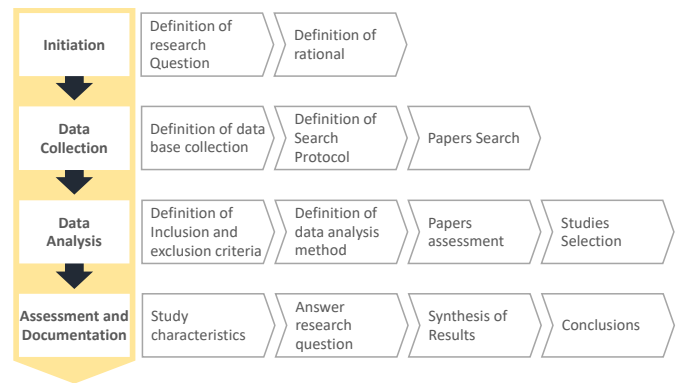 Initiation
Definition of
research
Question
Definition of
rational
Data
Collection
Definition of data
base collection
Definition of
Search
Protocol
Papers Search
Data
Analysis
Definition of
Inclusion and
exclusion criteria
Definition of
data analysis
method
Papers
assessment
Studies
Selection
Assessment and
Documentation
Study
characteristics
Answer
research
question
Synthesis of
Results
Conclusions